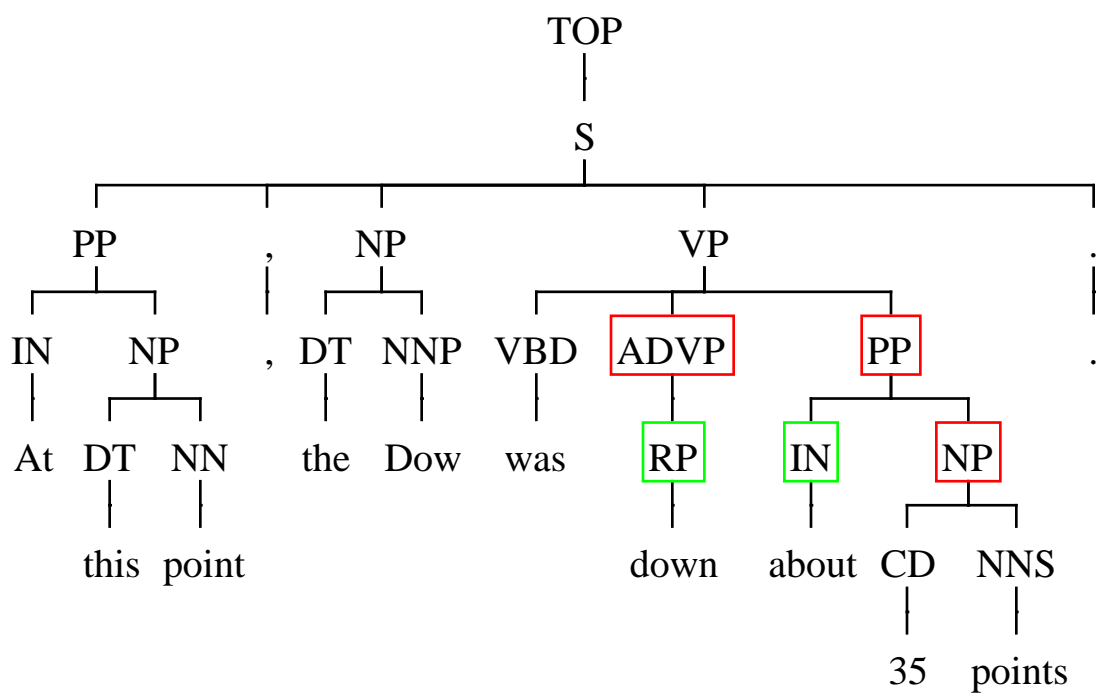 TOP
S
PP , NP VP .
IN NP , DT NNP VBD ADVP PP .
At DT NN the Dow was RP IN NP
this point down about CD NNS
35 points